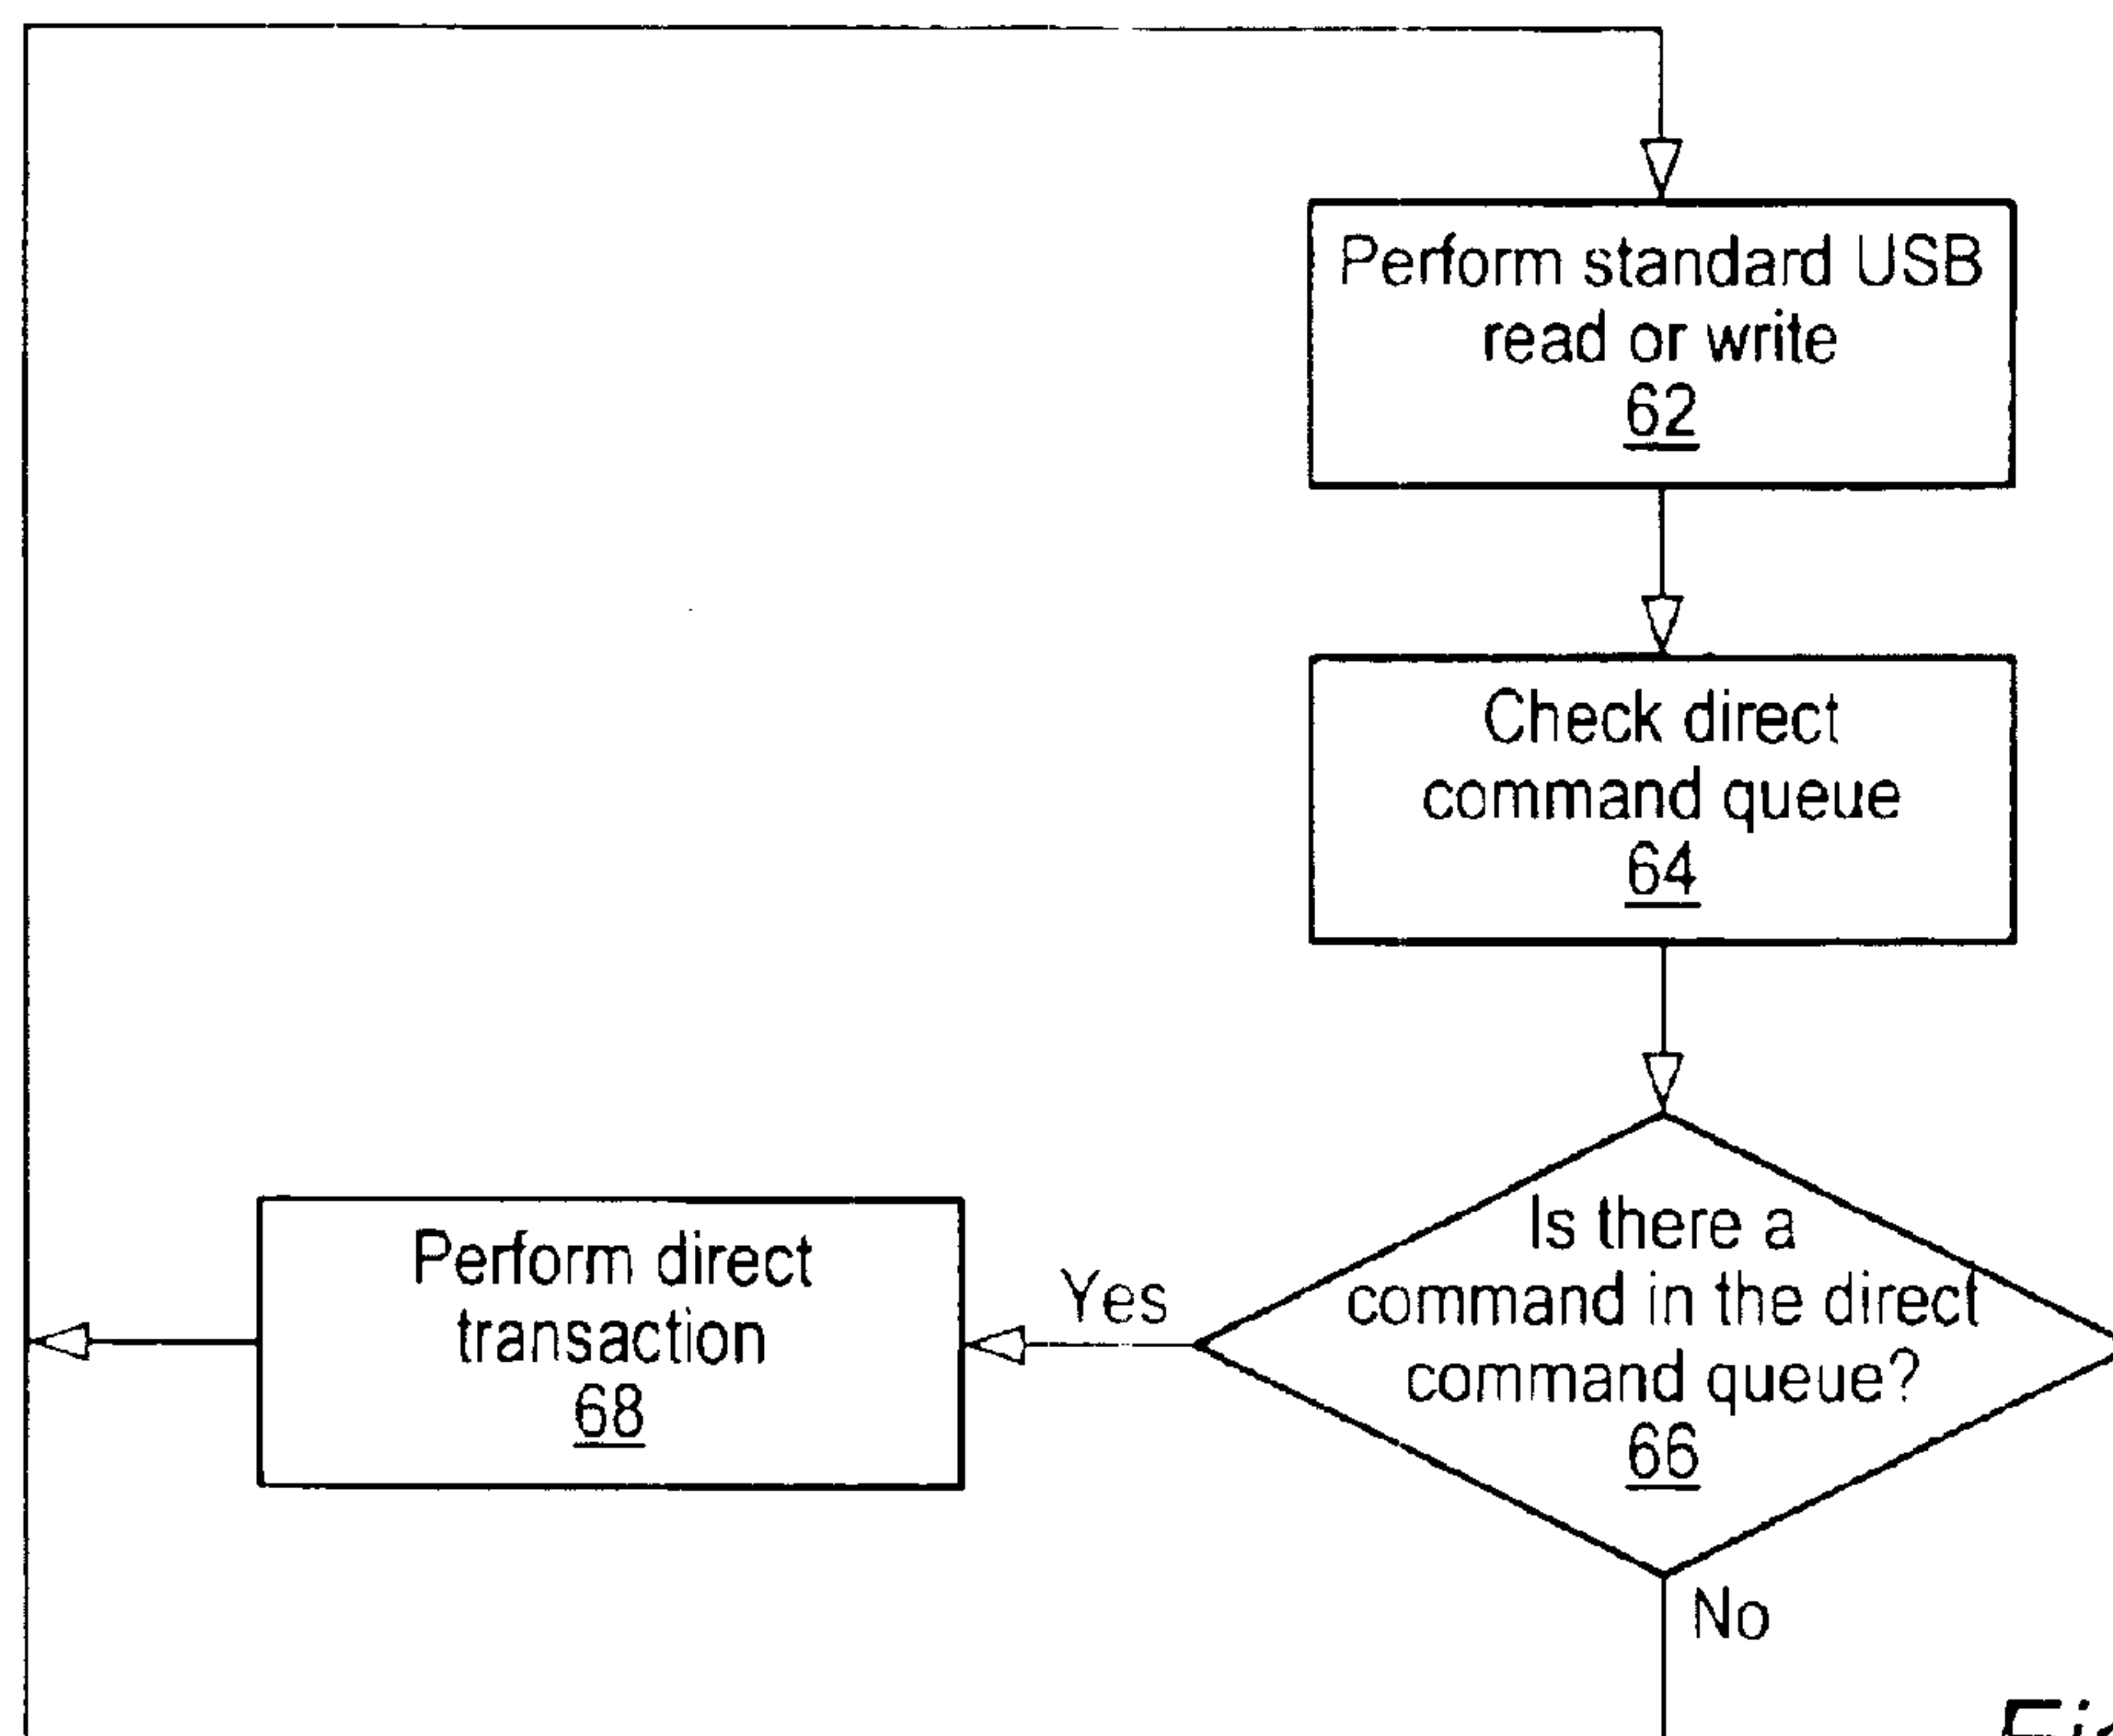 Perform standard USB
read or write
62
Check direct
command queue
64
Is there a
command in the direct
command queue?
66
Yes
Perform direct
transaction
68
No